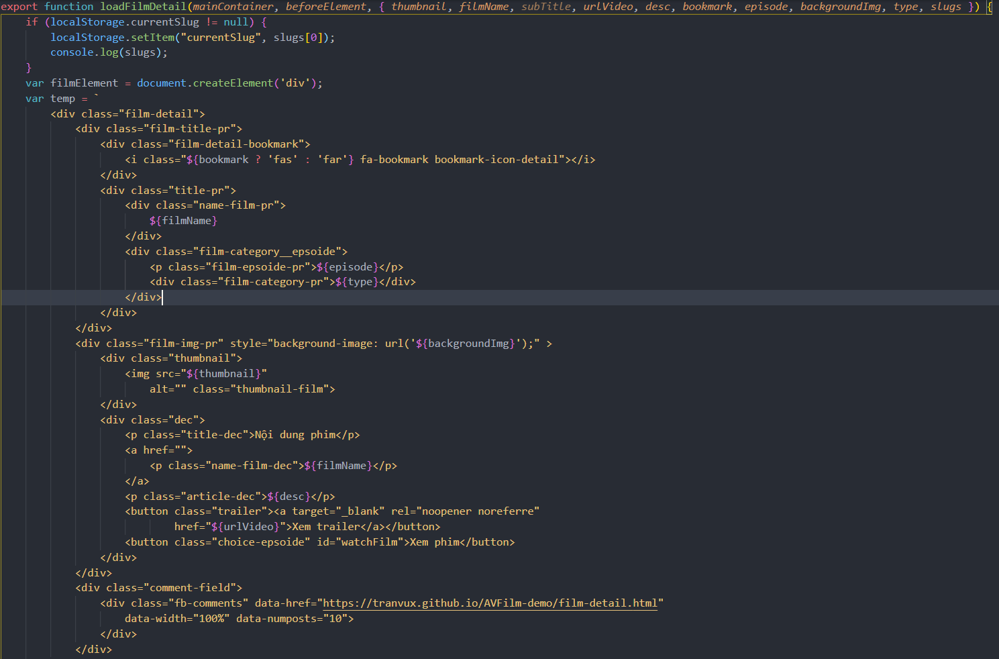 export function loadFilmDetail(mainContainer, beforeElement, { thumbnail, filmName, subTitle, urlVideo, desc, bookmark, episode, backgroundImg, type, slugs }) {
    if (localStorage.currentSlug != null) {
        localStorage.setItem("currentSlug", slugs[0]);
        console.log(slugs);
    }
    var filmElement = document.createElement('div');
    var temp = `
        <div class="film-detail">
            <div class="film-title-pr">
                <div class="film-detail-bookmark">
                    <i class="${bookmark ? 'fas' : 'far'} fa-bookmark bookmark-icon-detail"></i>
                </div>
                <div class="title-pr">
                    <div class="name-film-pr">
                        ${filmName}
                    </div>
                    <div class="film-category__epsoide">
                        <p class="film-epsoide-pr">${episode}</p>
                        <div class="film-category-pr">${type}</div>
                    </div>
                </div>
            </div>
            <div class="film-img-pr" style="background-image: url('${backgroundImg}');" >
                <div class="thumbnail">
                    <img src="${thumbnail}"
                        alt="" class="thumbnail-film">
                </div>
                <div class="dec">
                    <p class="title-dec">Nội dung phim</p>
                    <a href="">
                        <p class="name-film-dec">${filmName}</p>
                    </a>
                    <p class="article-dec">${desc}</p>
                    <button class="trailer"><a target="_blank" rel="noopener noreferre"
                            href="${urlVideo}">Xem trailer</a></button>
                    <button class="choice-epsoide" id="watchFilm">Xem phim</button>
                </div>
            </div>
            <div class="comment-field">
                <div class="fb-comments" data-href="https://tranvux.github.io/AVFilm-demo/film-detail.html"
                    data-width="100%" data-numposts="10">
                </div>
            </div>